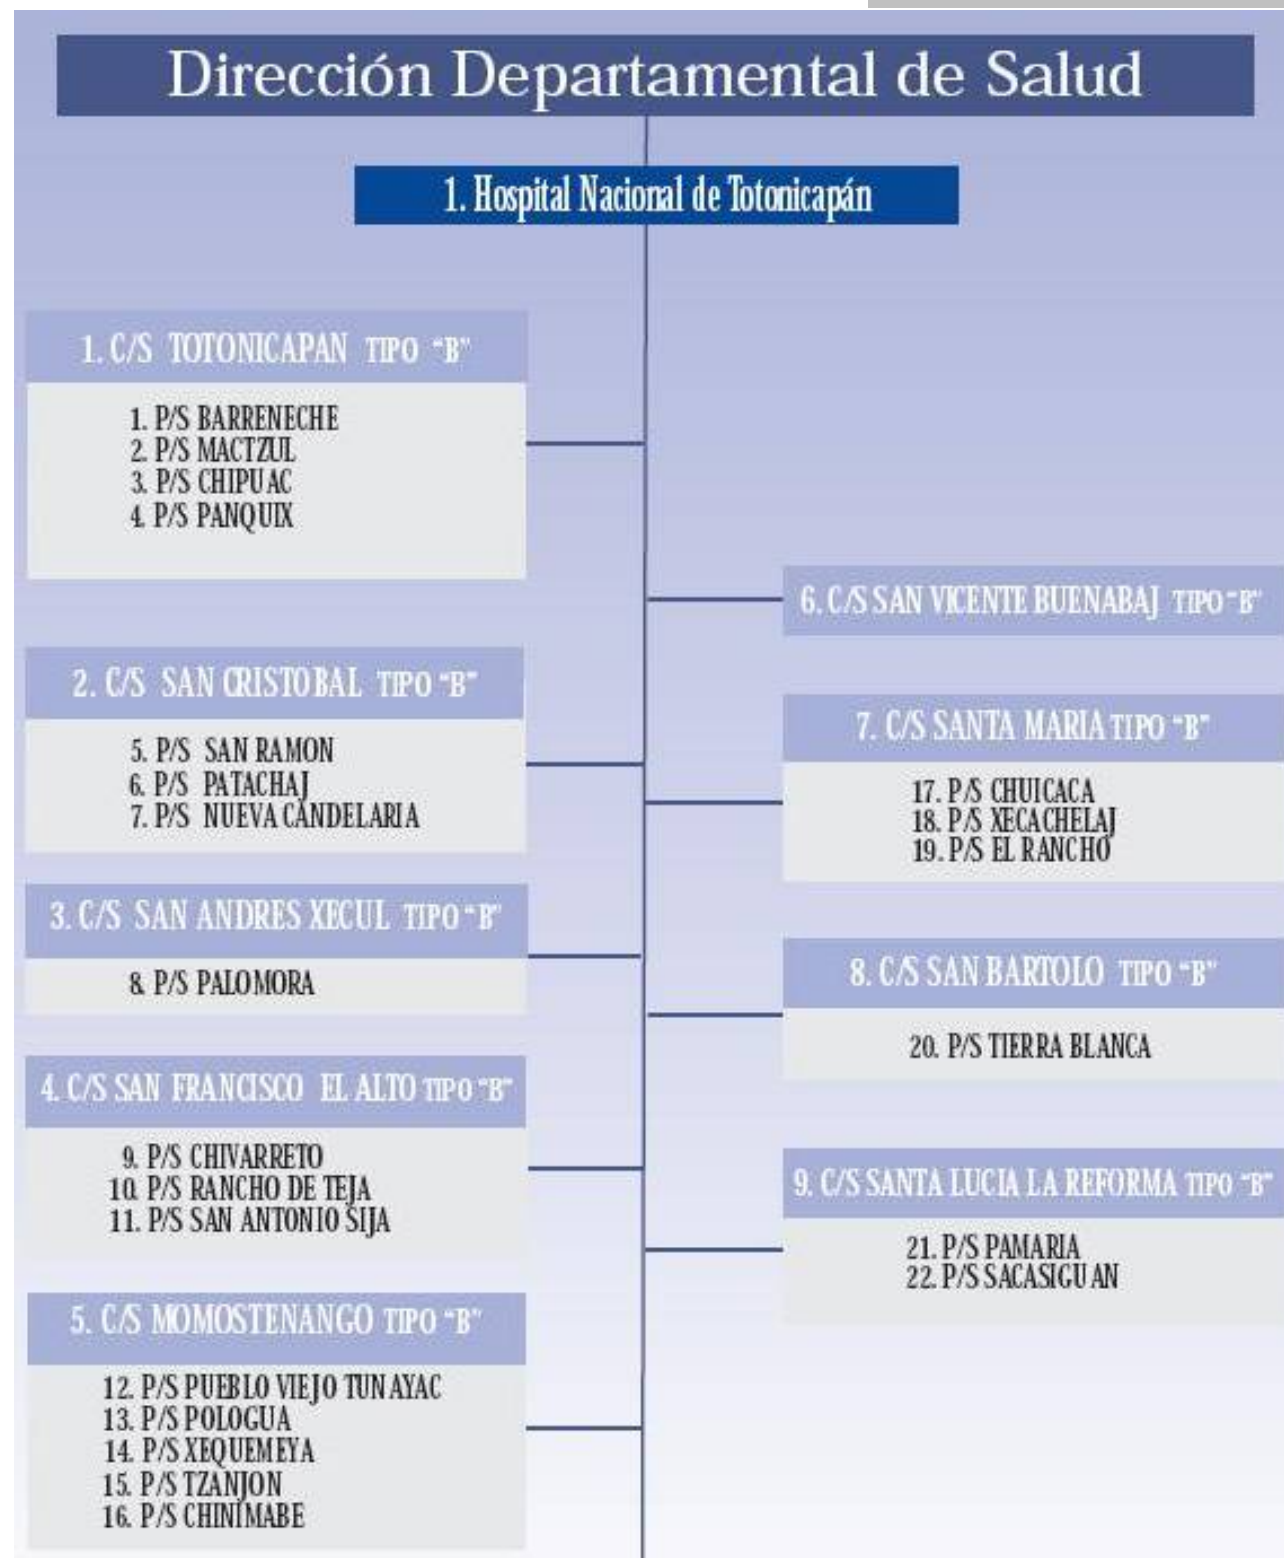 Dirección Departamental de Salud
1. Hospital Nacional de Totonicapán
1. C/S TOTONICAPAN TIPO “B”
1. P/S BARRENECHE
2. P/S MACTZUL
3. P/S CHIPUAC
4. P/S PANQUIX
2. C/S SAN CRISTOBAL TIPO “B”
5. P/S SAN RAMON
6. P/S PATACHAJ
7. P/S NUEVA CANDELARIA
3. C/S SAN ANDRES XECUL TIPO “B”
8. P/S PALOMORA
4. C/S SAN FRANCISCO EL ALTO TIPO “B”
9. P/S CHIVARRETO
10. P/S RANCHO DE TEJA
11. P/S SAN ANTONIO SIJA
5. C/S MOMOSTENANGO TIPO “B”
12. P/S PUEBLO VIEJO TUNAYAC
13. P/S POLOGUA
14. P/S XEQUEMEYA
15. P/S TZANJON
16. P/S CHINIMABE
6. C/S SAN VICENTE BUENABAJ TIPO “B”
7. C/S SANTA MARIA TIPO “B”
17. P/S CHUICACA
18. P/S XECACHELAJ
19. P/S EL RANCHO
8. C/S SAN BARTOLO TIPO “B”
20. P/S TIERRA BLANCA
9. C/S SANTA LUCIA LA REFORMA TIPO “B”
21. P/S PAMARIA
22. P/S SACASIGUAN